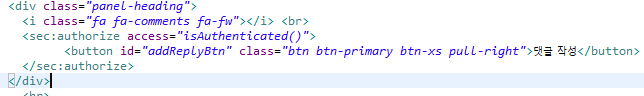 <div class="panel-heading">
<i class="fa fa-comments fa-fw"></i> <br>
<sec:authorize access="isAuthenticated()">
<button id="addReplyBtn" class="btn btn-primary btn-xs pull-right">댓글 작성</button>
</sec:authorize>
</div>